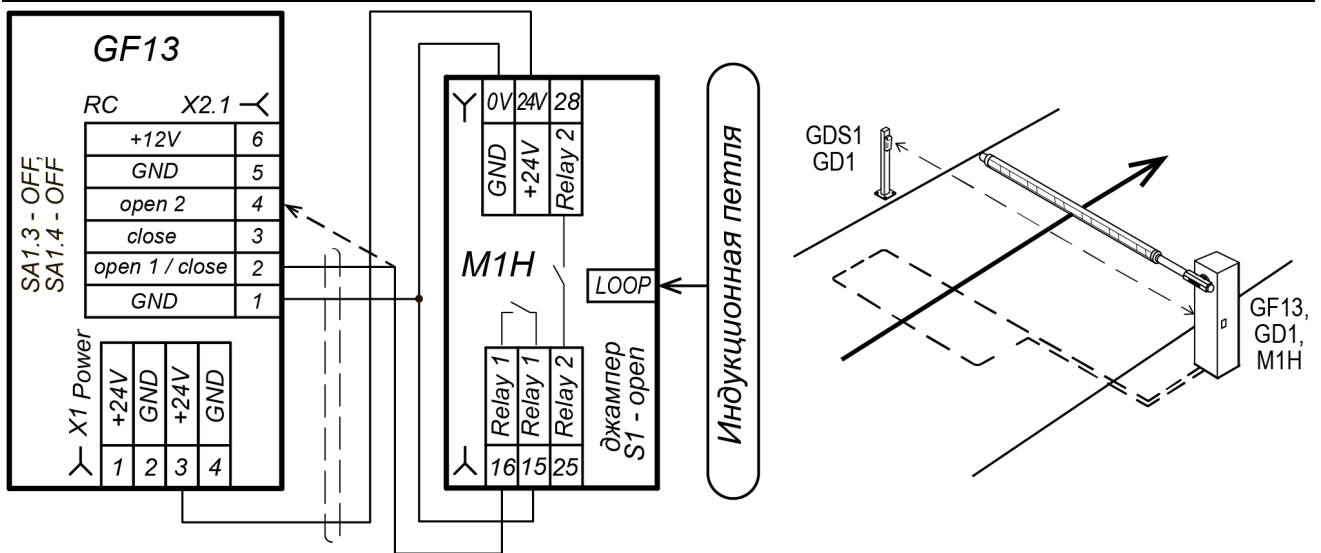 GF13
RC X2.1
+12V 6
GND 5
open 2 4
close 3
open 1 / close 2
GND 1
SA1.3 - OFF,
SA1.4 - OFF
X1 Power
+24V GND +24V GND
1 2 3 4
0V 24V 28
GND +24V Relay 2
M1H
LOOP
Relay 1 Relay 1 Relay 2
16 15 25
джампер
S1 - open
Индукционная петля
GDS1
GD1
GF13,
GD1,
M1H